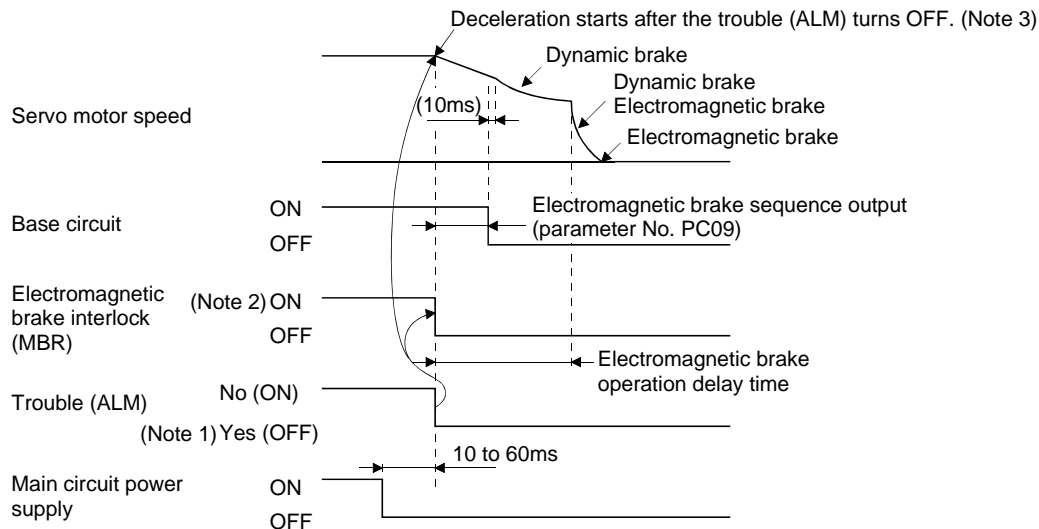 Deceleration starts after the trouble (ALM) turns OFF. (Note 3)
Dynamic brake
Dynamic brake
Electromagnetic brake
Electromagnetic brake
(10ms)
Servo motor speed
Base circuit
ON
OFF
Electromagnetic brake sequence output
(parameter No. PC09)
Electromagnetic
brake interlock
(MBR)
(Note 2) ON
OFF
Electromagnetic brake
operation delay time
Trouble (ALM)
No (ON)
(Note 1) Yes (OFF)
10 to 60ms
Main circuit power
supply
ON
OFF